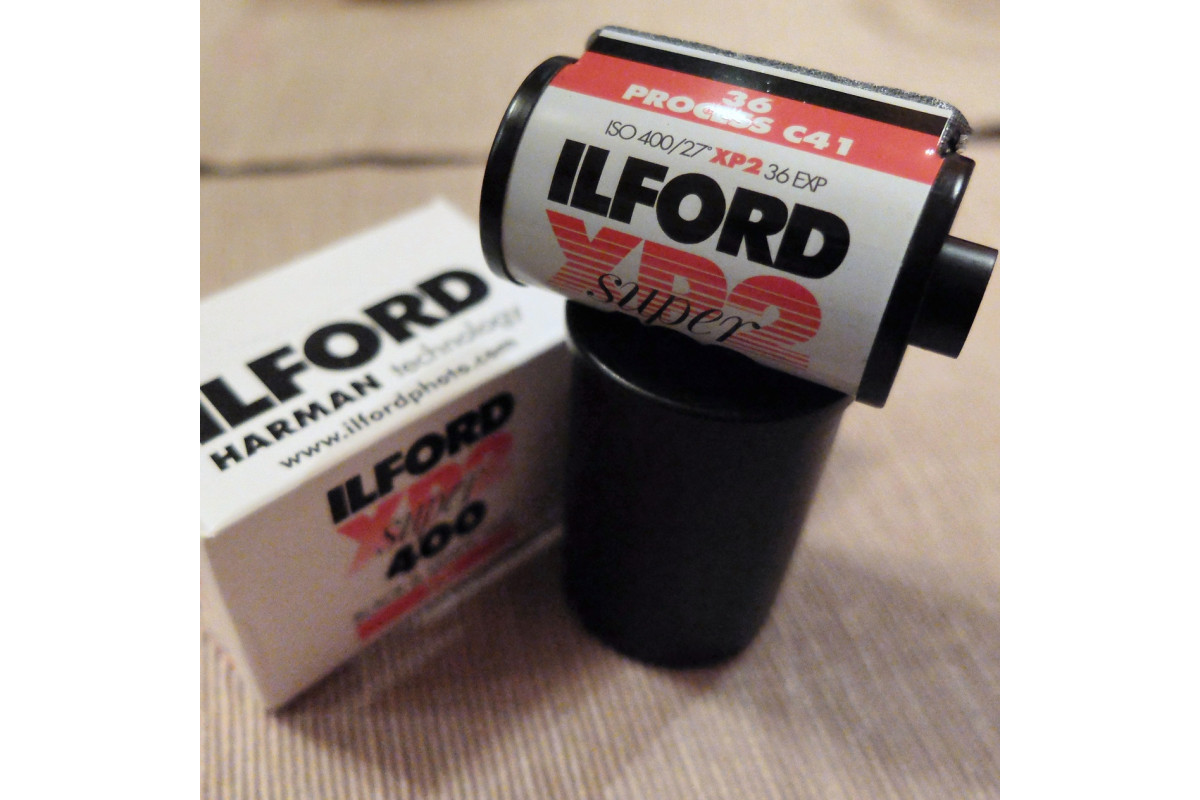 36
PROCESS C41
ISO 400/27° XP2 36 EXP
ILFORD
XP2
super
ILFORD
HARMAN technology
www.ilfordphoto.com
ILFORD
XP2
super
400